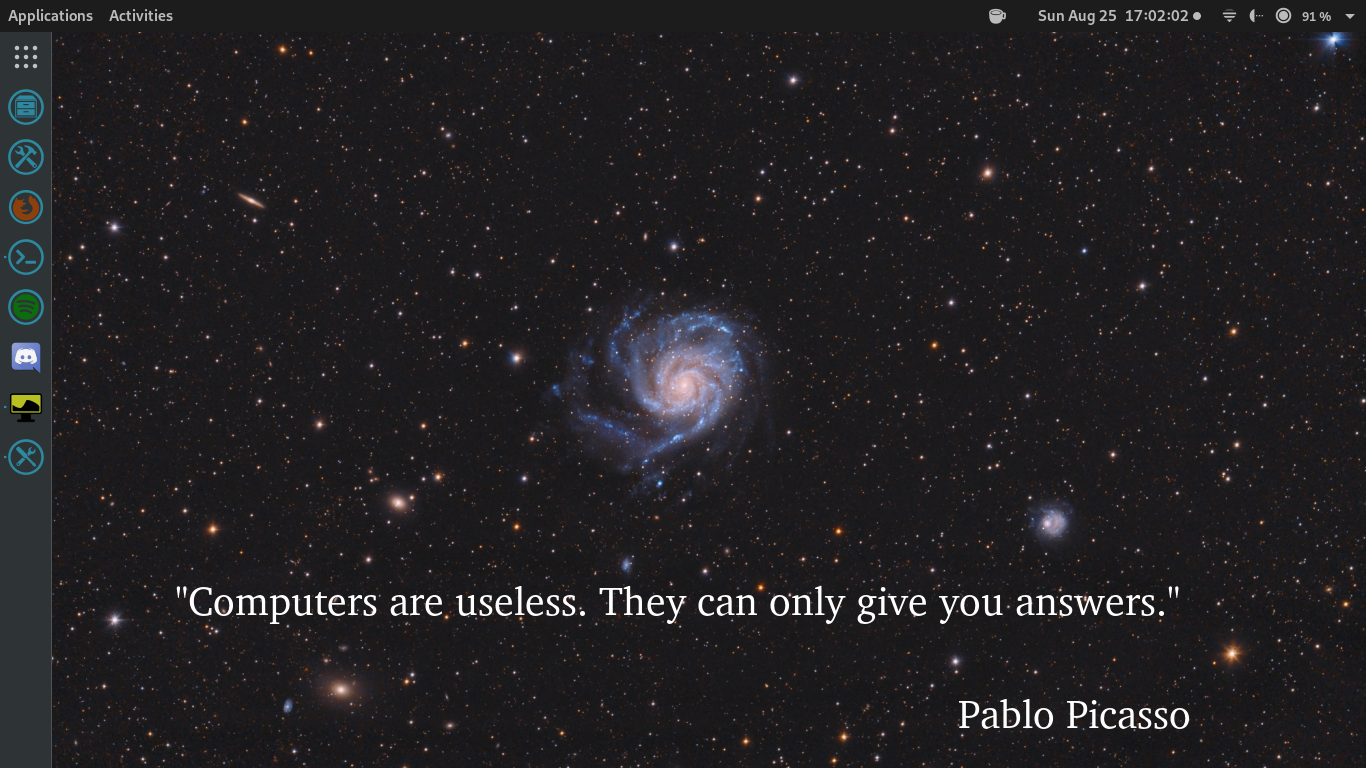 Applications Activities Sun Aug 25 17:02:02 91 %
"Computers are useless. They can only give you answers."
Pablo Picasso